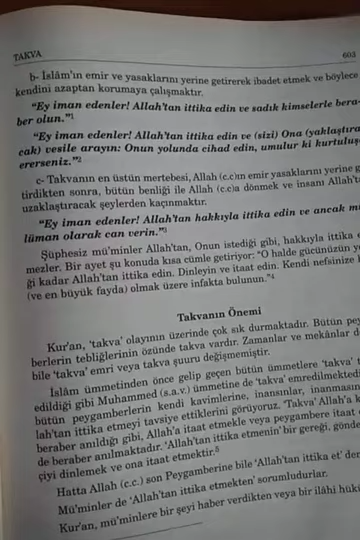 TAKVA
603
b- İslâm'ın emir ve yasaklarını yerine getirerek ibadet etmek ve böylece
kendini azaptan korumaya çalışmaktır.
"Ey iman edenler! Allah'tan ittika edin ve sadık kimselerle bera-
ber olun."1
"Ey iman edenler! Allah'tan ittika edin ve (sizi) Ona (yaklaştıra-
cak) vesile arayın: Onun yolunda cihad edin, umulur ki kurtuluş
ererseniz."2
c- Takvanın en üstün mertebesi, Allah (c.c)ın emir yasaklarını yerine g
tirdikten sonra, bütün benliği ile Allah (c.c)a dönmek ve insanı Allah't
uzaklaştıracak şeylerden kaçınmaktır.
"Ey iman edenler! Allah'tan hakkıyla ittika edin ve ancak m
lüman olarak can verin."3
Şüphesiz mü'minler Allah'tan, Onun istediği gibi, hakkıyla ittika
mezler. Bir ayet şu konuda kısa cümle getiriyor: "O halde gücünüzün y
ği kadar Allah'tan ittika edin. Dinleyin ve itaat edin. Kendi nefsinize
(ve en büyük fayda) olmak üzere infakta bulunun."4
Takvanın Önemi
Kur'an, 'takva' olayının üzerinde çok sık durmaktadır. Bütün pey
berlerin tebliğlerinin özünde takva vardır. Zamanlar ve mekânlar d
bile 'takva' emri veya takva şuuru değişmemiştir.
İslâm ümmetinden önce gelip geçen bütün ümmetlere 'takva'
edildiği gibi Muhammed (s.a.v.) ümmetine de 'takva' emredilmektedi
bütün peygamberlerin kendi kavimlerine, inansınlar, inanmasın
lah'tan ittika etmeyi tavsiye ettiklerini görüyoruz. 'Takva' Allah'a k
beraber anıldığı gibi, Allah'a itaat etmekle veya peygambere itaat
de beraber anılmaktadır. 'Allah'tan ittika etmenin' bir gereği, gönde
çiyi dinlemek ve ona itaat etmektir.5
Hatta Allah (c.c.) son Peygamberine bile 'Allah'tan ittika et' der
Mü'minler de 'Allah'tan ittika etmekten' sorumludurlar.
Kur'an, mü'minlere bir şeyi haber verdikten veya bir ilâhi hük